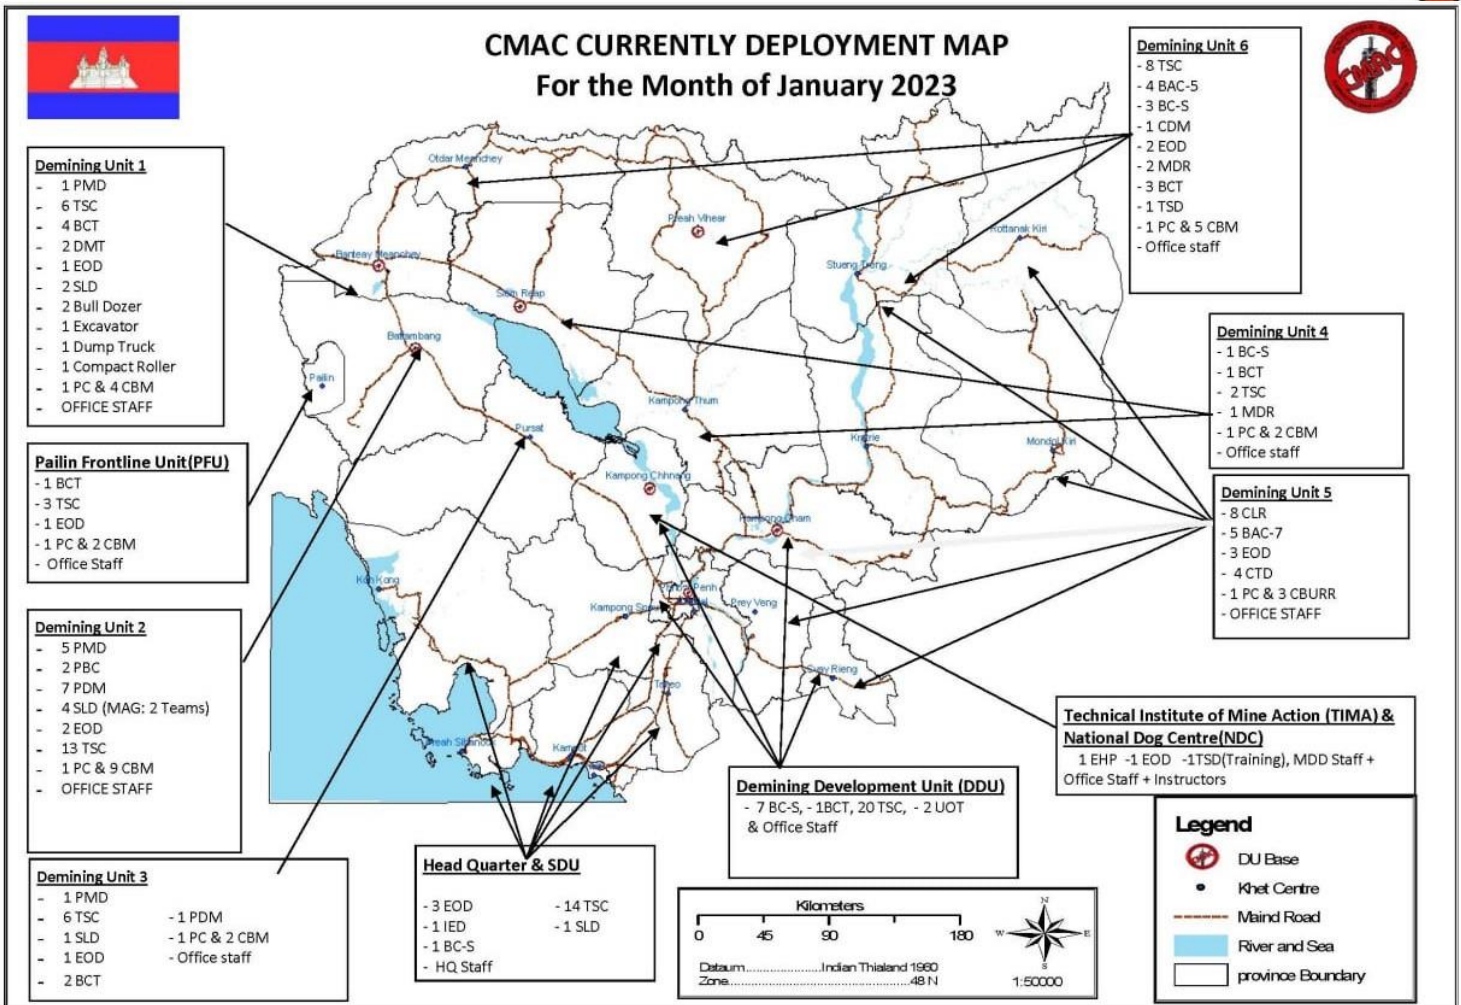 CMAC CURRENTLY DEPLOYMENT MAP
For the Month of January 2023
CMAC
Demining Unit 1
- 1 PMD
- 6 TSC
- 4 BCT
- 2 DMT
- 1 EOD
- 2 SLD
- 2 Bull Dozer
- 1 Excavator
- 1 Dump Truck
- 1 Compact Roller
- 1 PC & 4 CBM
- OFFICE STAFF
Pailin Frontline Unit(PFU)
- 1 BCT
- 3 TSC
- 1 EOD
- 1 PC & 2 CBM
- Office Staff
Demining Unit 2
- 5 PMD
- 2 PBC
- 7 PDM
- 4 SLD (MAG: 2 Teams)
- 2 EOD
- 13 TSC
- 1 PC & 9 CBM
- OFFICE STAFF
Demining Unit 3
- 1 PMD
- 6 TSC
- 1 SLD
- 1 EOD
- 2 BCT
- 1 PDM
- 1 PC & 2 CBM
- Office staff
Head Quarter & SDU
- 3 EOD
- 1 IED
- 1 BC-S
- HQ Staff
- 14 TSC
- 1 SLD
Demining Unit 6
- 8 TSC
- 4 BAC-5
- 3 BC-S
- 1 CDM
- 2 EOD
- 2 MDR
- 3 BCT
- 1 TSD
- 1 PC & 5 CBM
- Office staff
Demining Unit 4
- 1 BC-S
- 1 BCT
- 2 TSC
- 1 MDR
- 1 PC & 2 CBM
- Office staff
Demining Unit 5
- 8 CLR
- 5 BAC-7
- 3 EOD
- 4 CTD
- 1 PC & 3 CBURR
- OFFICE STAFF
Technical Institute of Mine Action (TIMA) &
National Dog Centre(NDC)
1 EHP -1 EOD -1TSD(Training), MDD Staff +
Office Staff + Instructors
Demining Development Unit (DDU)
- 7 BC-S, - 1BCT, 20 TSC, - 2 UOT
& Office Staff
Otdar Meanchey
Banteay Meanchey
Siem Reap
Preah Vihear
Rottanak Kiri
Stueng Treng
Battambang
Pailin
Pursat
Kampong Thum
Kratie
Mondol Kiri
Kampong Chhnang
Kampong Cham
Koh Kong
Kampong Speu
Phnom Penh
Prey Veng
Svay Rieng
Takeo
Preah Sihanouk
Kampot
Kilometers
0 45 90 180
Dataum......................Indian Thialand 1960
Zone.................................................48 N
N
W E
S
1:50000
Legend
DU Base
Khet Centre
Maind Road
River and Sea
province Boundary